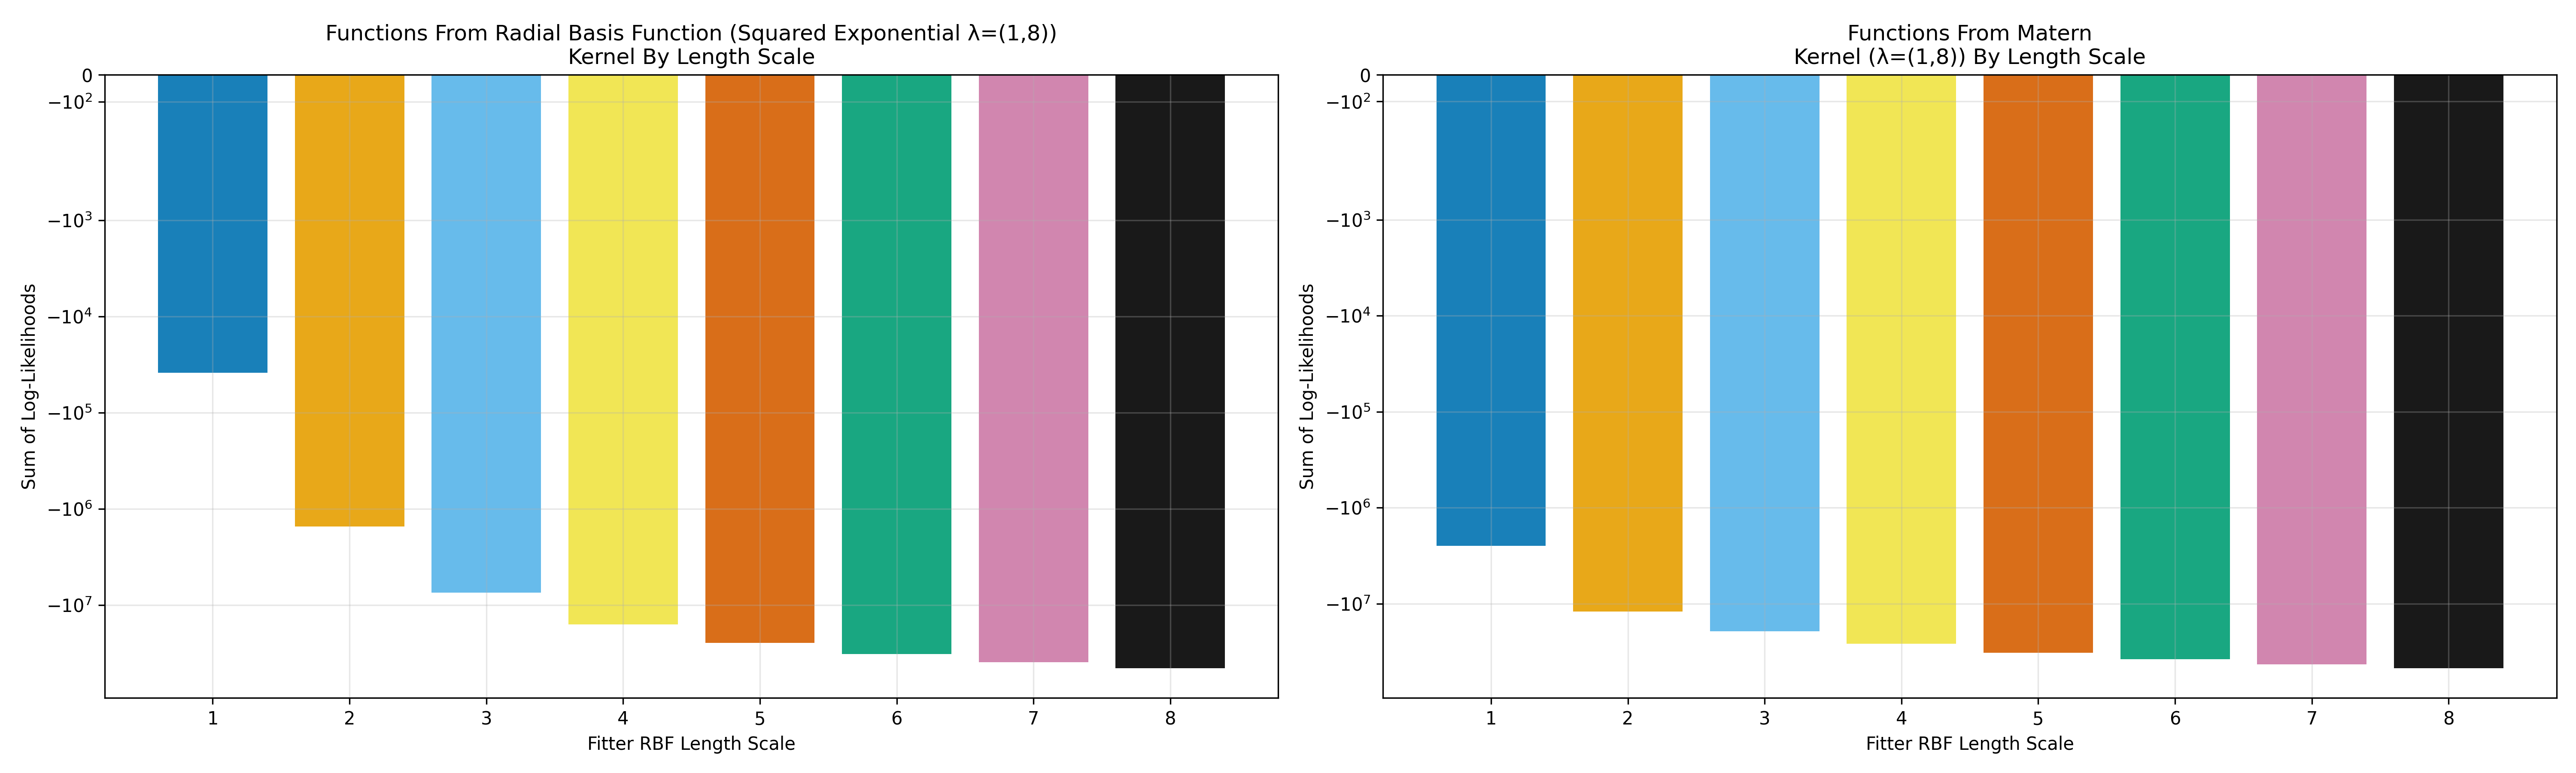 Functions From Radial Basis Function (Squared Exponential λ=(1,8))
Kernel By Length Scale
0
−10²
−10³
−10⁴
−10⁵
−10⁶
−10⁷
Sum of Log-Likelihoods
1 2 3 4 5 6 7 8
Fitter RBF Length Scale
Functions From Matern
Kernel (λ=(1,8)) By Length Scale
0
−10²
−10³
−10⁴
−10⁵
−10⁶
−10⁷
Sum of Log-Likelihoods
1 2 3 4 5 6 7 8
Fitter RBF Length Scale